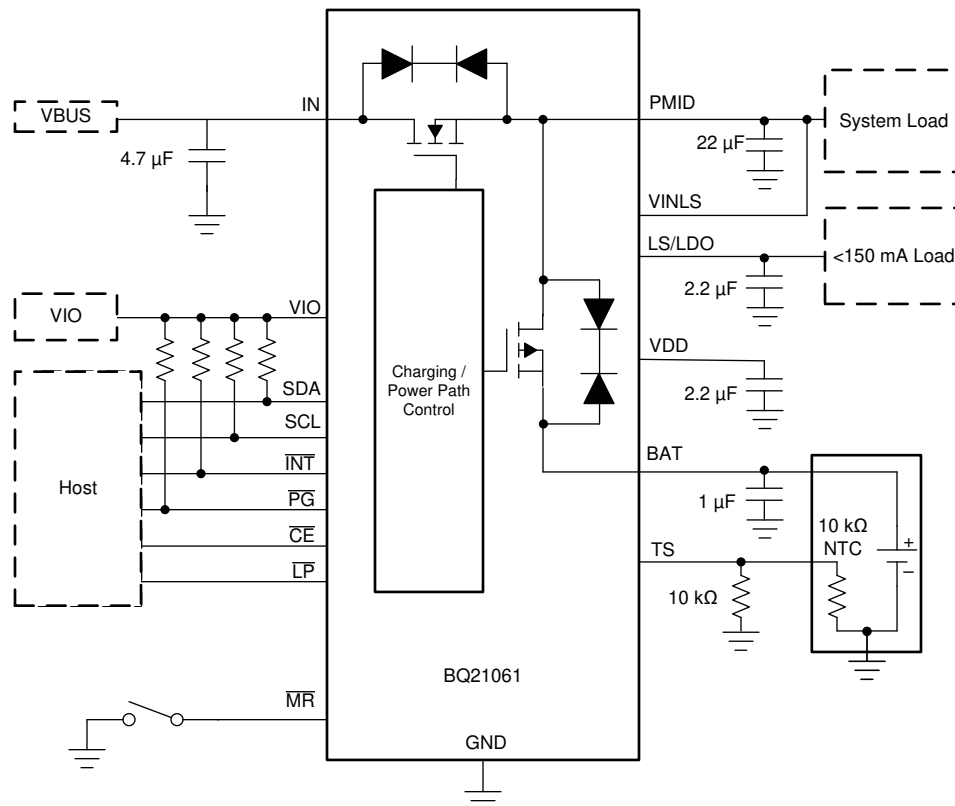 IN
PMID
VBUS
System Load
4.7 µF
22 µF
VINLS
LS/LDO
<150 mA Load
2.2 µF
VIO
VIO
VDD
Charging /
Power Path
Control
2.2 µF
SDA
SCL
BAT
INT
Host
1 µF
PG
10 kΩ
NTC
+
−
CE
TS
LP
10 kΩ
BQ21061
MR
GND